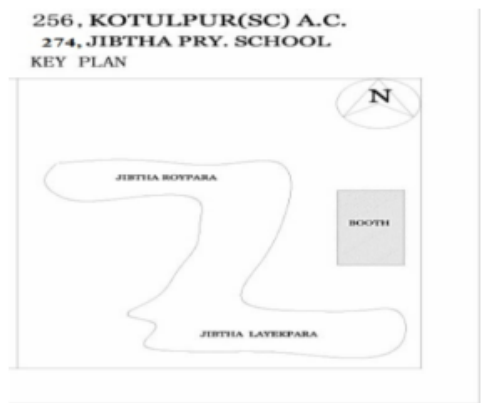 256, KOTULPUR(SC) A.C.
274, JIBTHA PRY. SCHOOL
KEY PLAN
N
JIBTHA ROYPARA
BOOTH
JIBTHA LAYEKPARA